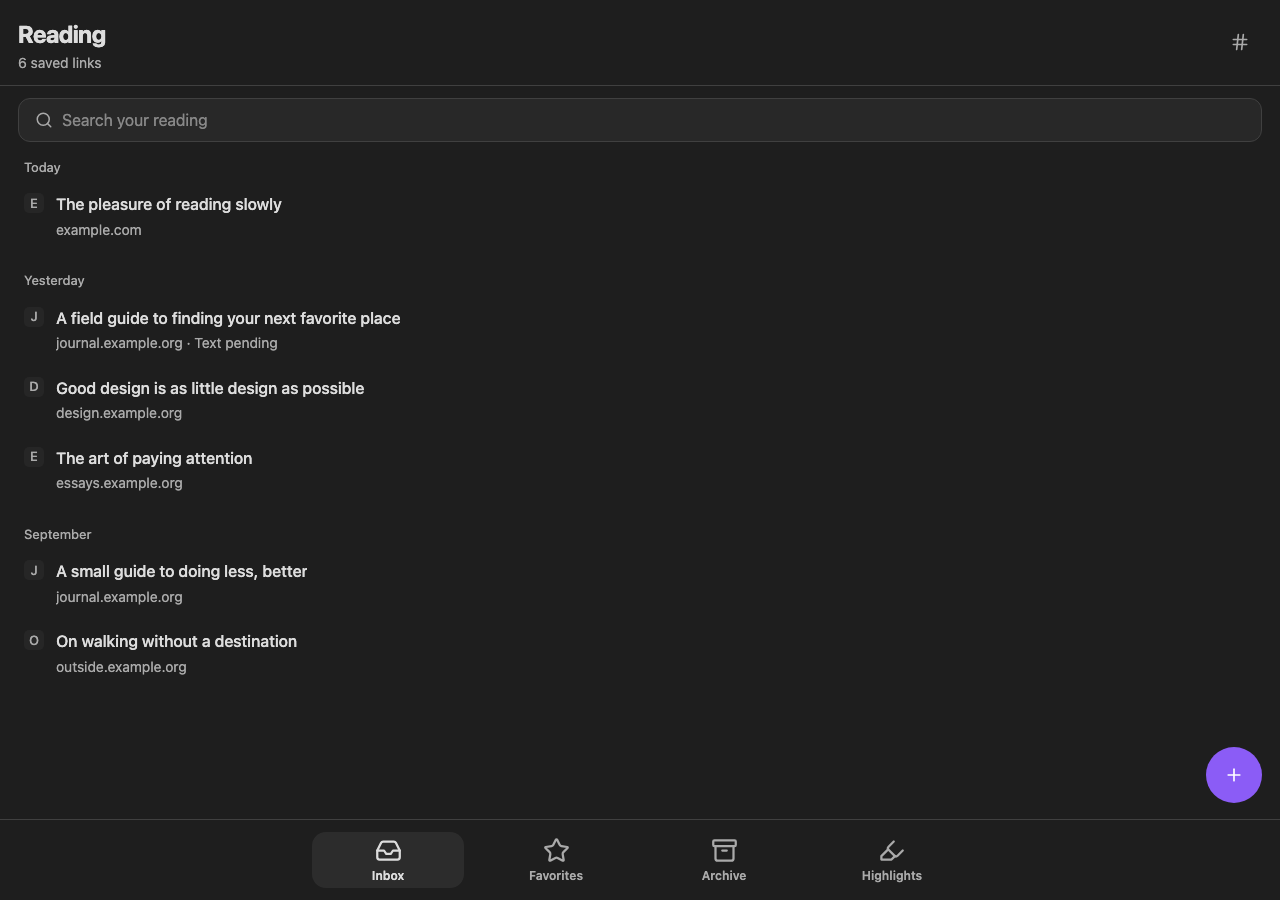 Reading
6 saved links
#
Search your reading
Today
E The pleasure of reading slowly
example.com
Yesterday
J A field guide to finding your next favorite place
journal.example.org · Text pending
D Good design is as little design as possible
design.example.org
E The art of paying attention
essays.example.org
September
J A small guide to doing less, better
journal.example.org
O On walking without a destination
outside.example.org
+
Inbox Favorites Archive Highlights